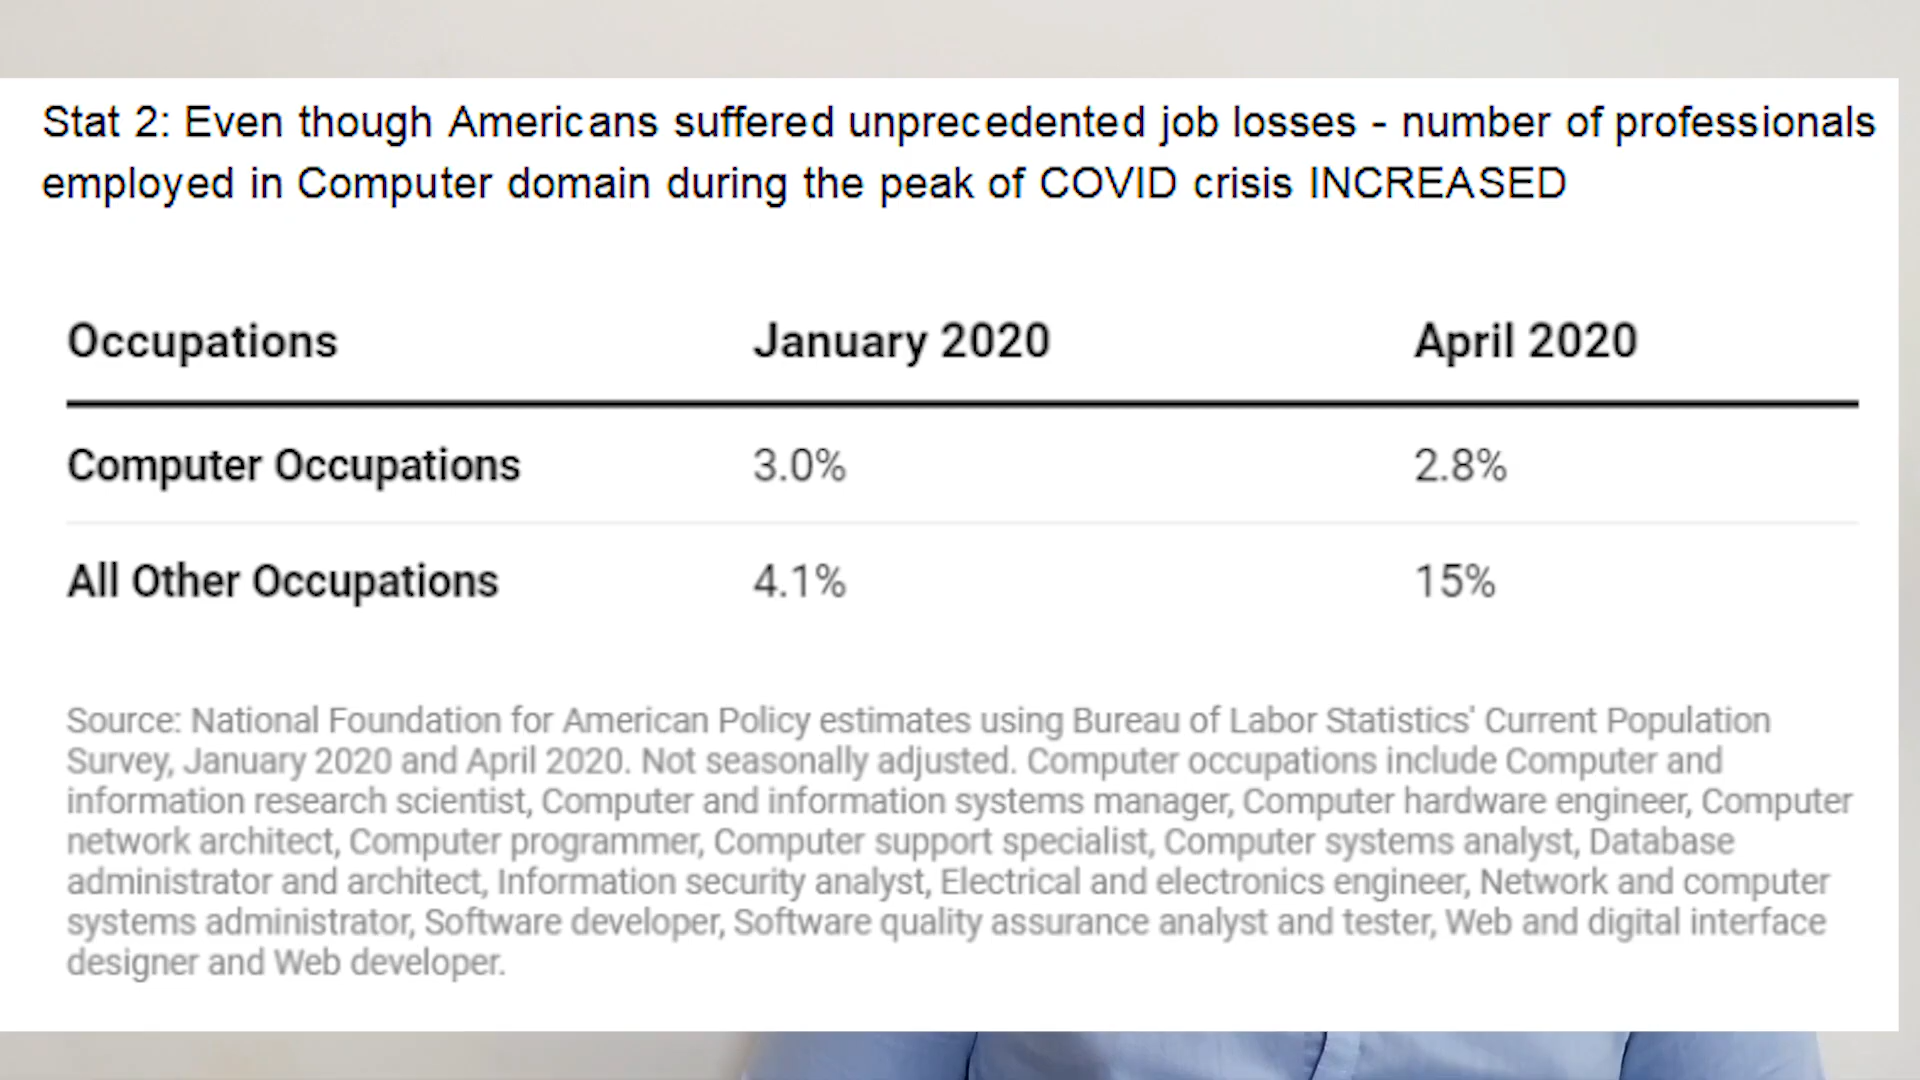 Stat 2: Even though Americans suffered unprecedented job losses - number of professionals
employed in Computer domain during the peak of COVID crisis INCREASED
Occupations January 2020 April 2020
Computer Occupations 3.0% 2.8%
All Other Occupations 4.1% 15%
Source: National Foundation for American Policy estimates using Bureau of Labor Statistics' Current Population
Survey, January 2020 and April 2020. Not seasonally adjusted. Computer occupations include Computer and
information research scientist, Computer and information systems manager, Computer hardware engineer, Computer
network architect, Computer programmer, Computer support specialist, Computer systems analyst, Database
administrator and architect, Information security analyst, Electrical and electronics engineer, Network and computer
systems administrator, Software developer, Software quality assurance analyst and tester, Web and digital interface
designer and Web developer.